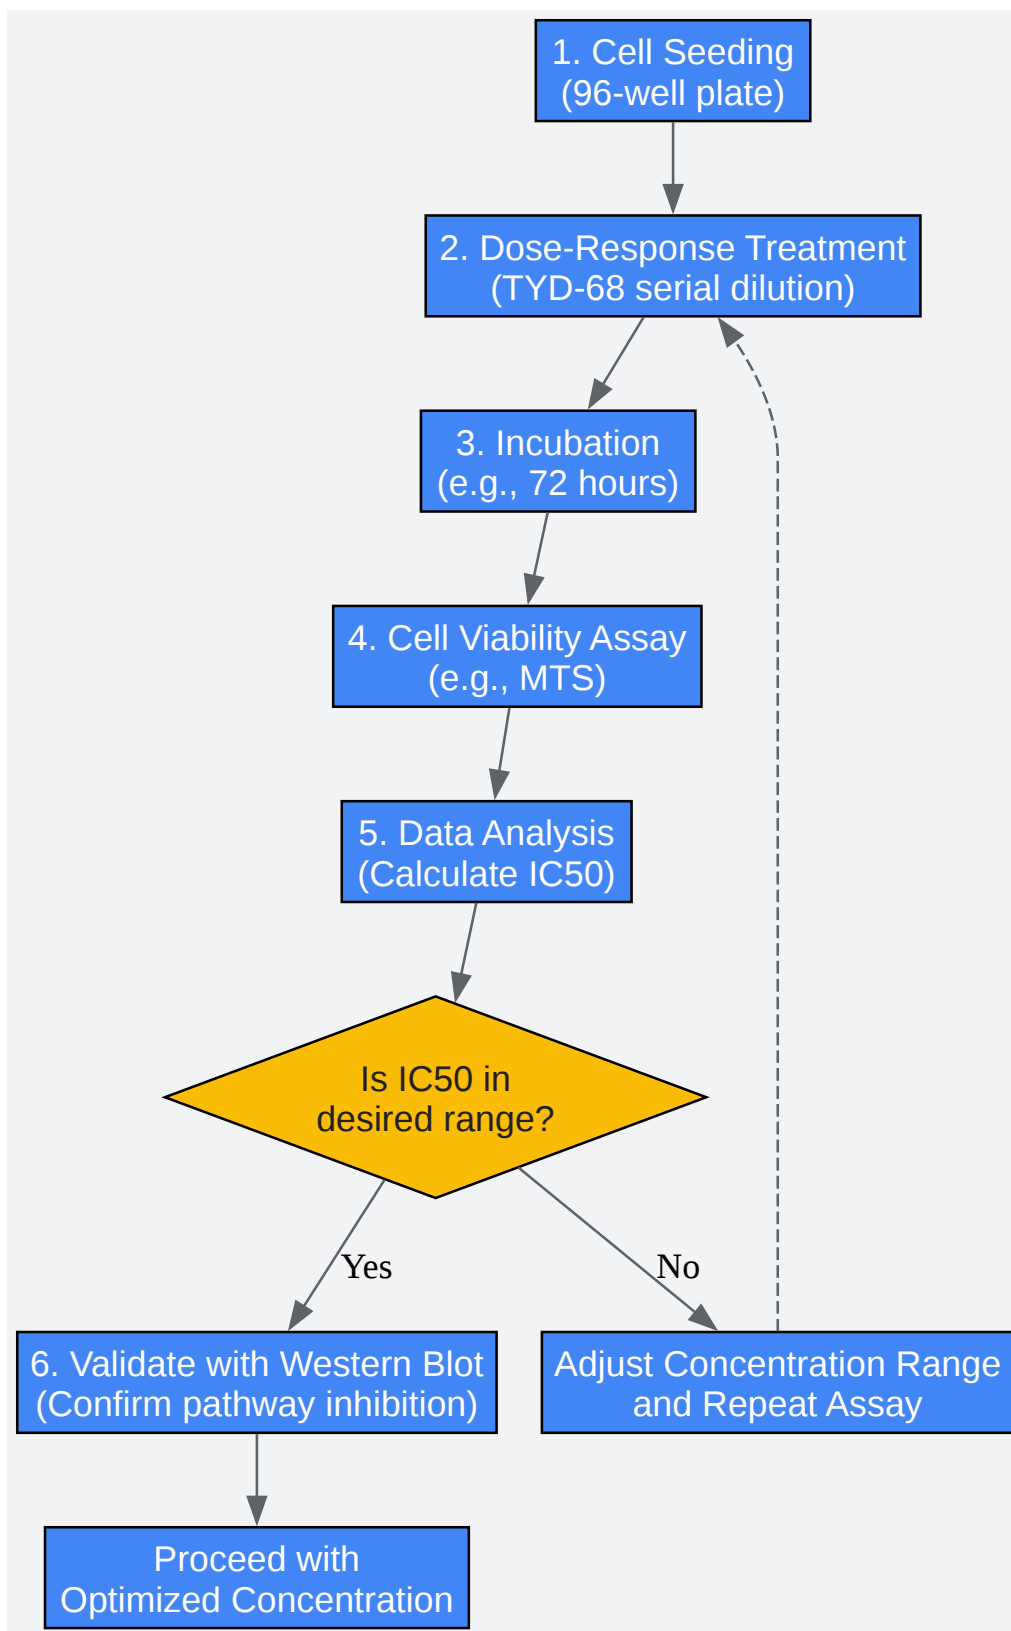 1. Cell Seeding
(96-well plate)
2. Dose-Response Treatment
(TYD-68 serial dilution)
3. Incubation
(e.g., 72 hours)
4. Cell Viability Assay
(e.g., MTS)
5. Data Analysis
(Calculate IC50)
Is IC50 in
desired range?
Yes
No
6. Validate with Western Blot
(Confirm pathway inhibition)
Adjust Concentration Range
and Repeat Assay
Proceed with
Optimized Concentration